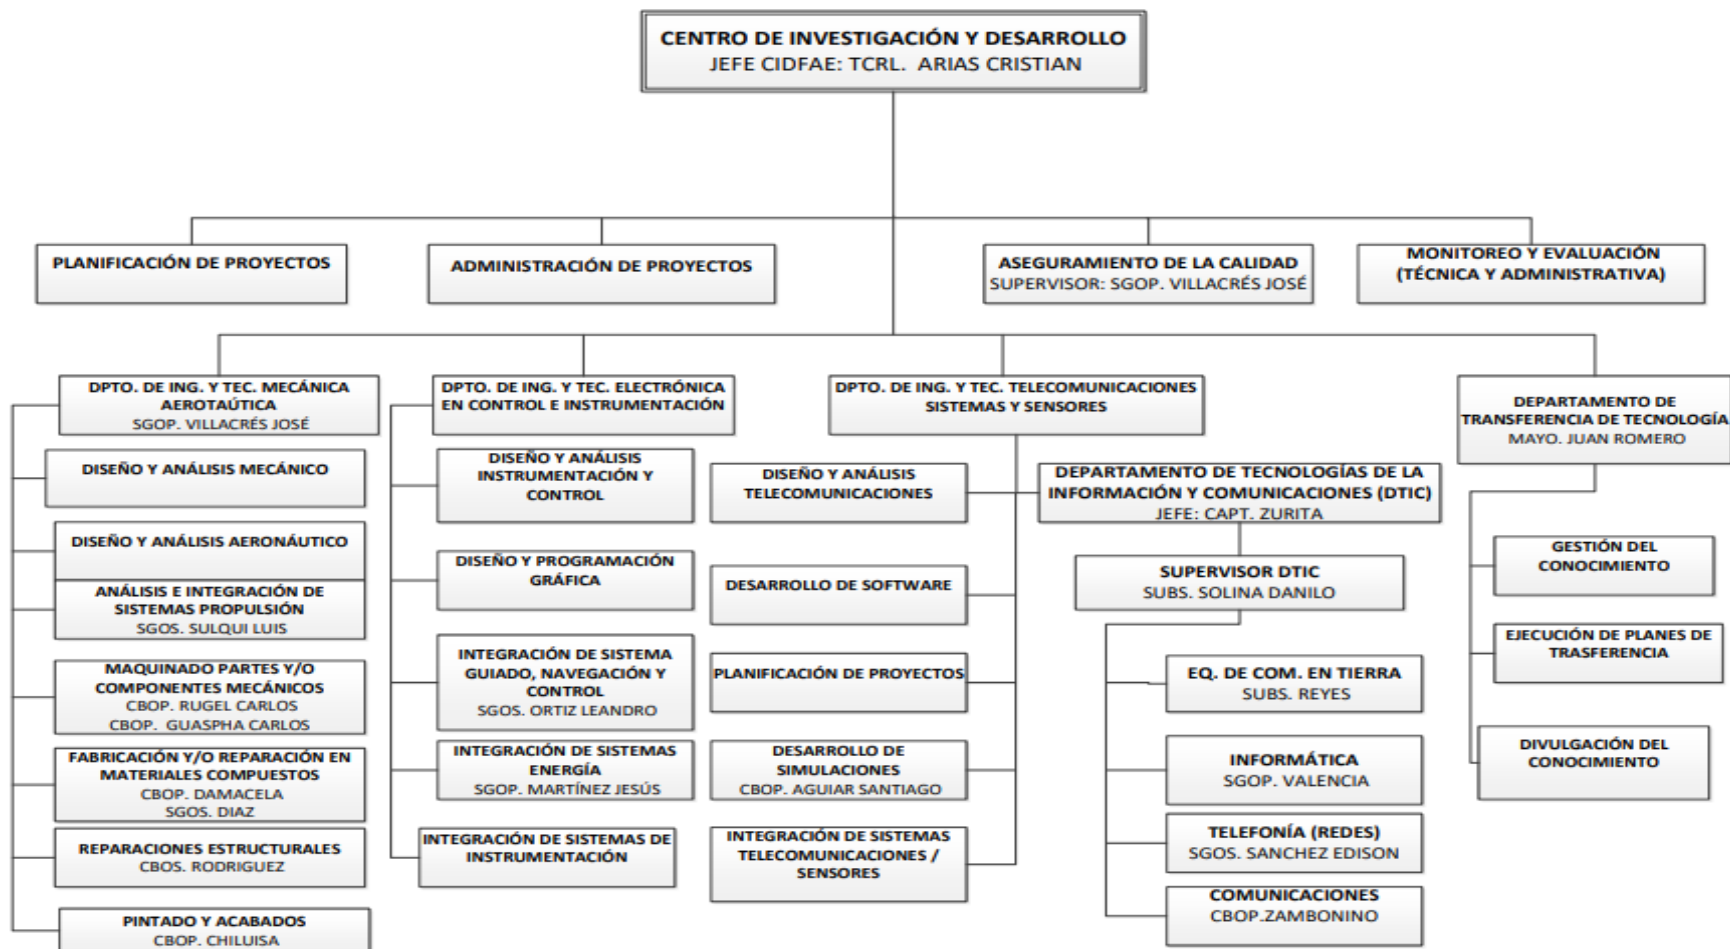 CENTRO DE INVESTIGACIÓN Y DESARROLLO
JEFE CIDFAE: TCRL. ARIAS CRISTIAN
PLANIFICACIÓN DE PROYECTOS
ADMINISTRACIÓN DE PROYECTOS
ASEGURAMIENTO DE LA CALIDAD
SUPERVISOR: SGOP. VILLACRÉS JOSÉ
MONITOREO Y EVALUACIÓN
(TÉCNICA Y ADMINISTRATIVA)
DPTO. DE ING. Y TEC. MECÁNICA
AEROTAÚTICA
SGOP. VILLACRÉS JOSÉ
DISEÑO Y ANÁLISIS MECÁNICO
DISEÑO Y ANÁLISIS AERONÁUTICO
ANÁLISIS E INTEGRACIÓN DE
SISTEMAS PROPULSIÓN
SGOS. SULQUI LUIS
MAQUINADO PARTES Y/O
COMPONENTES MECÁNICOS
CBOP. RUGEL CARLOS
CBOP. GUASPHA CARLOS
FABRICACIÓN Y/O REPARACIÓN EN
MATERIALES COMPUESTOS
CBOP. DAMACELA
SGOS. DIAZ
REPARACIONES ESTRUCTURALES
CBOS. RODRIGUEZ
PINTADO Y ACABADOS
CBOP. CHILUISA
DPTO. DE ING. Y TEC. ELECTRÓNICA
EN CONTROL E INSTRUMENTACIÓN
DISEÑO Y ANÁLISIS
INSTRUMENTACIÓN Y
CONTROL
DISEÑO Y PROGRAMACIÓN
GRÁFICA
INTEGRACIÓN DE SISTEMA
GUIADO, NAVEGACIÓN Y
CONTROL
SGOS. ORTIZ LEANDRO
INTEGRACIÓN DE SISTEMAS
ENERGÍA
SGOP. MARTÍNEZ JESÚS
INTEGRACIÓN DE SISTEMAS DE
INSTRUMENTACIÓN
DPTO. DE ING. Y TEC. TELECOMUNICACIONES
SISTEMAS Y SENSORES
DISEÑO Y ANÁLISIS
TELECOMUNICACIONES
DESARROLLO DE SOFTWARE
PLANIFICACIÓN DE PROYECTOS
DESARROLLO DE
SIMULACIONES
CBOP. AGUIAR SANTIAGO
INTEGRACIÓN DE SISTEMAS
TELECOMUNICACIONES /
SENSORES
DEPARTAMENTO DE TECNOLOGÍAS DE LA
INFORMACIÓN Y COMUNICACIONES (DTIC)
JEFE: CAPT. ZURITA
SUPERVISOR DTIC
SUBS. SOLINA DANILO
EQ. DE COM. EN TIERRA
SUBS. REYES
INFORMÁTICA
SGOP. VALENCIA
TELEFONÍA (REDES)
SGOS. SANCHEZ EDISON
COMUNICACIONES
CBOP.ZAMBONINO
DEPARTAMENTO DE
TRANSFERENCIA DE TECNOLOGÍA
MAYO. JUAN ROMERO
GESTIÓN DEL
CONOCIMIENTO
EJECUCIÓN DE PLANES DE
TRASFERENCIA
DIVULGACIÓN DEL
CONOCIMIENTO